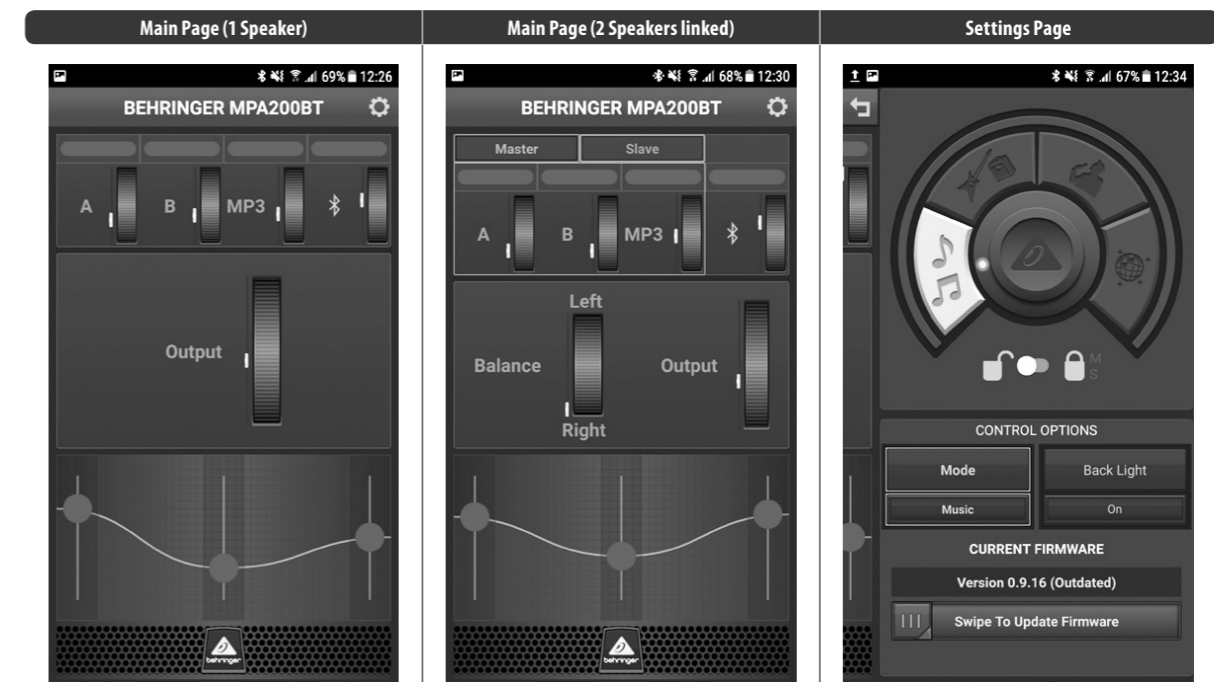 Main Page (1 Speaker)
Main Page (2 Speakers linked)
Settings Page
69% 12:26
BEHRINGER MPA200BT
A
B
MP3
Output
behringer
68% 12:30
BEHRINGER MPA200BT
Master
Slave
A
B
MP3
Left
Balance
Output
Right
behringer
67% 12:34
M
S
CONTROL OPTIONS
Mode
Back Light
Music
On
CURRENT FIRMWARE
Version 0.9.16 (Outdated)
Swipe To Update Firmware